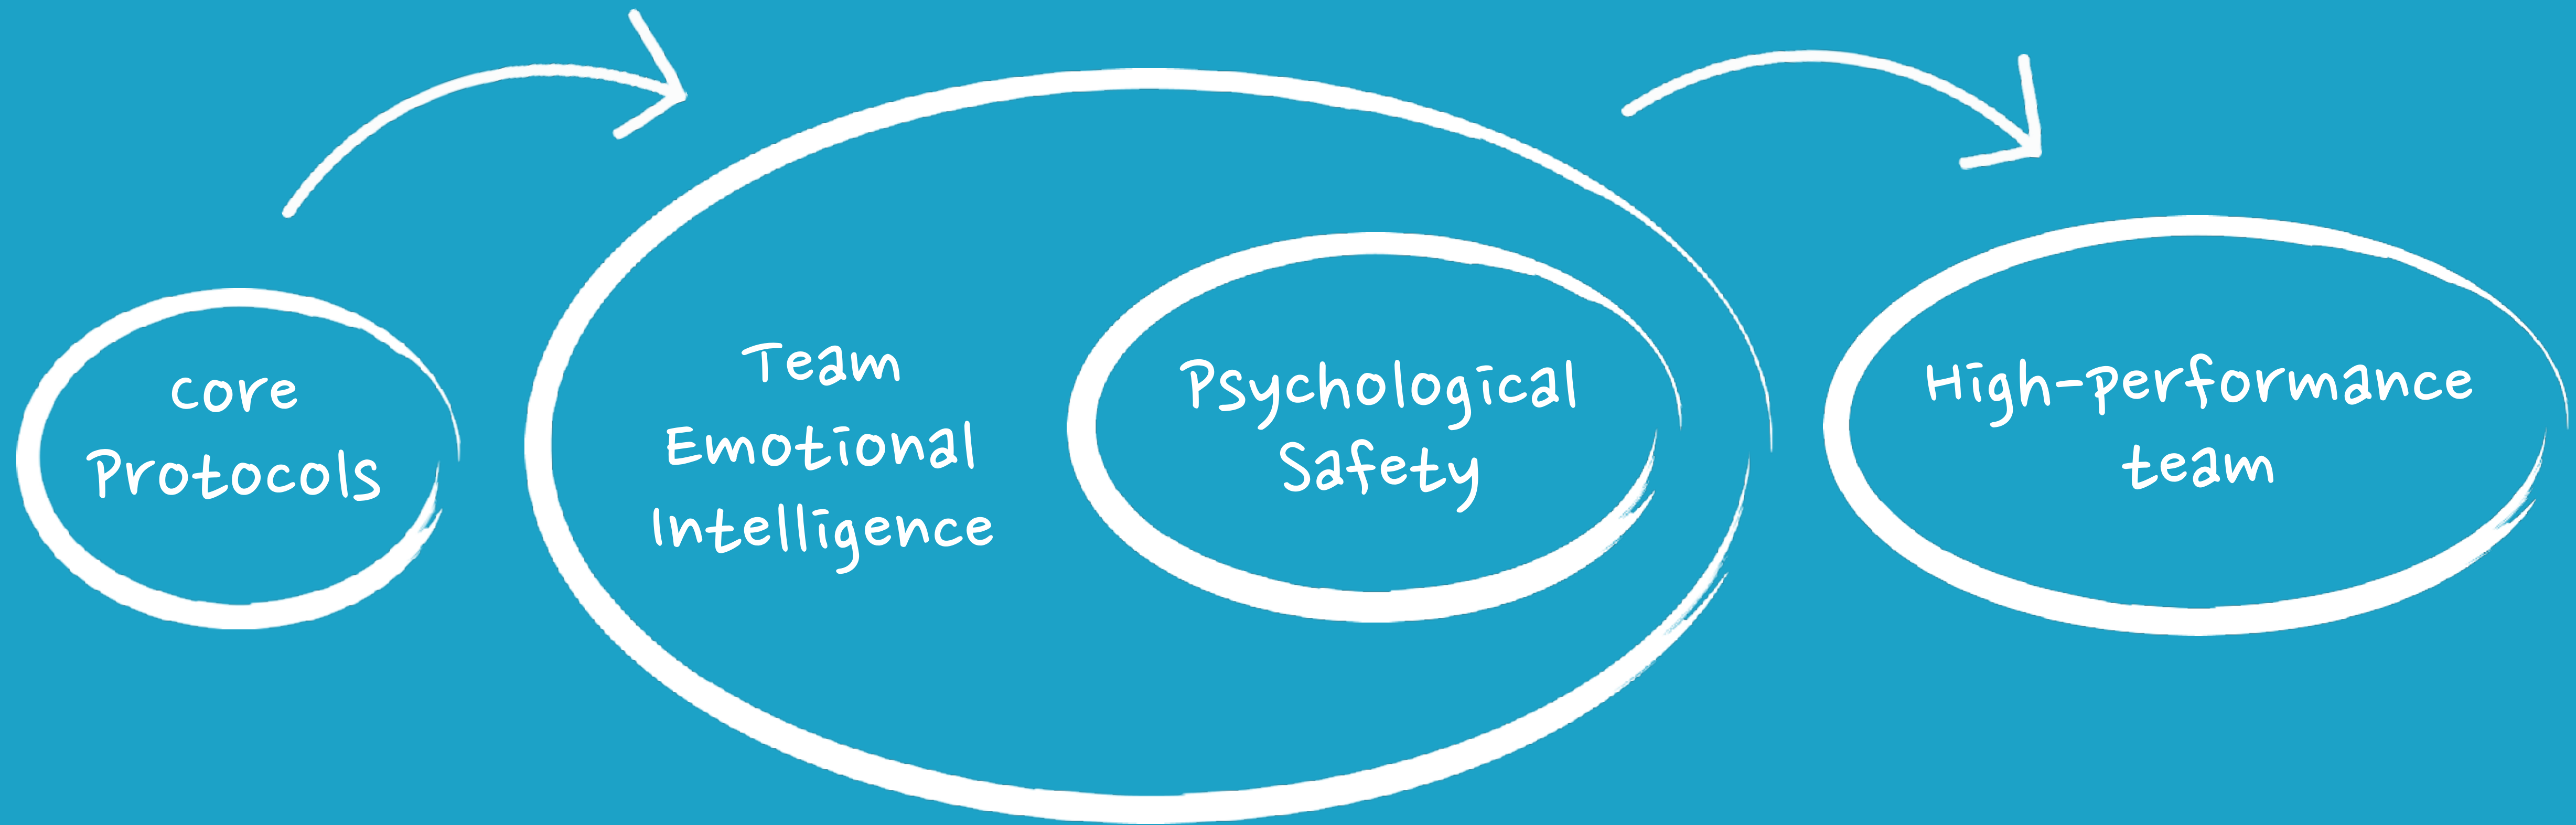 Core
Protocols
Team
Emotional
Intelligence
Psychological
Safety
High-performance
team